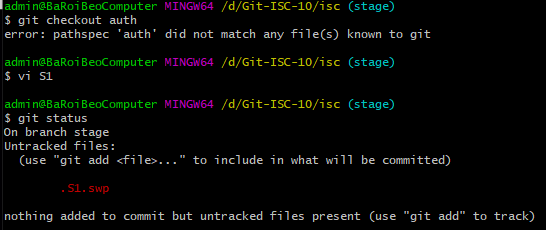 admin@BaRoiBeoComputer MINGW64 /d/Git-ISC-10/isc (stage)
$ git checkout auth
error: pathspec 'auth' did not match any file(s) known to git
admin@BaRoiBeoComputer MINGW64 /d/Git-ISC-10/isc (stage)
$ vi S1
admin@BaRoiBeoComputer MINGW64 /d/Git-ISC-10/isc (stage)
$ git status
On branch stage
Untracked files:
(use "git add <file>..." to include in what will be committed)
.S1.swp
nothing added to commit but untracked files present (use "git add" to track)